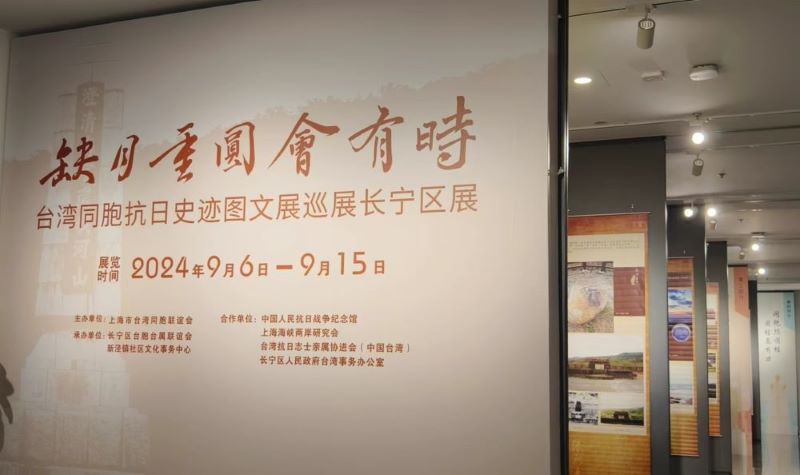 缺月重圓會有時
台湾同胞抗日史迹图文展巡展长宁区展
展览
时间
2024年9月6日－9月15日
主办单位：上海市台湾同胞联谊会
承办单位：长宁区台胞台属联谊会
新泾镇社区文化事务中心
合作单位：中国人民抗日战争纪念馆
上海海峡两岸研究会
台湾抗日志士亲属协进会（中国台湾）
长宁区人民政府台湾事务办公室
澄清
河山